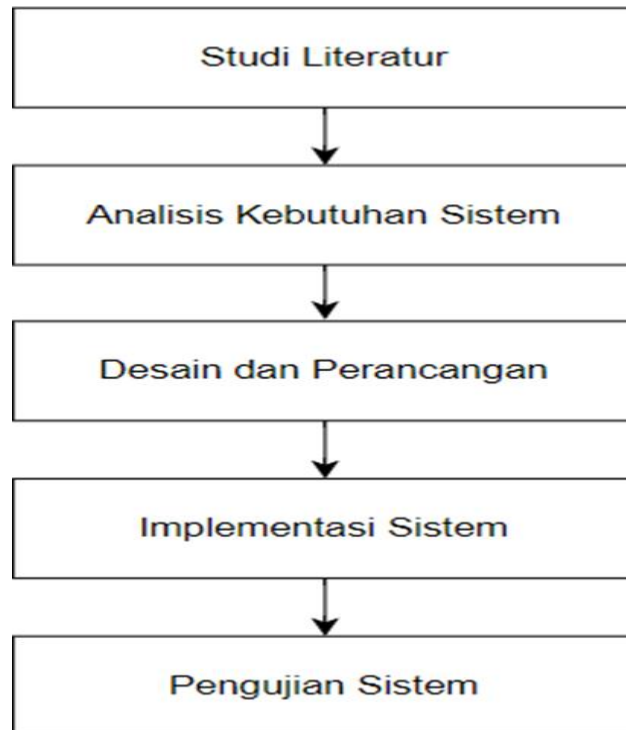 Studi Literatur
Analisis Kebutuhan Sistem
Desain dan Perancangan
Implementasi Sistem
Pengujian Sistem